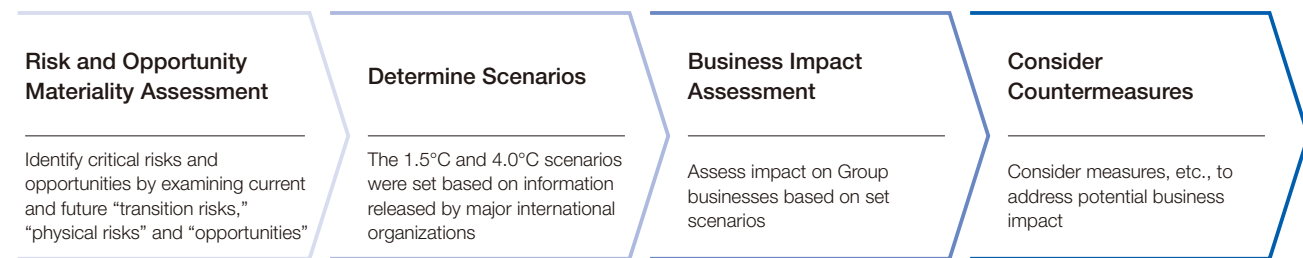 Risk and Opportunity
Materiality Assessment
Identify critical risks and
opportunities by examining current
and future “transition risks,”
“physical risks” and “opportunities”
Determine Scenarios
The 1.5°C and 4.0°C scenarios
were set based on information
released by major international
organizations
Business Impact
Assessment
Assess impact on Group
businesses based on set
scenarios
Consider
Countermeasures
Consider measures, etc., to
address potential business
impact